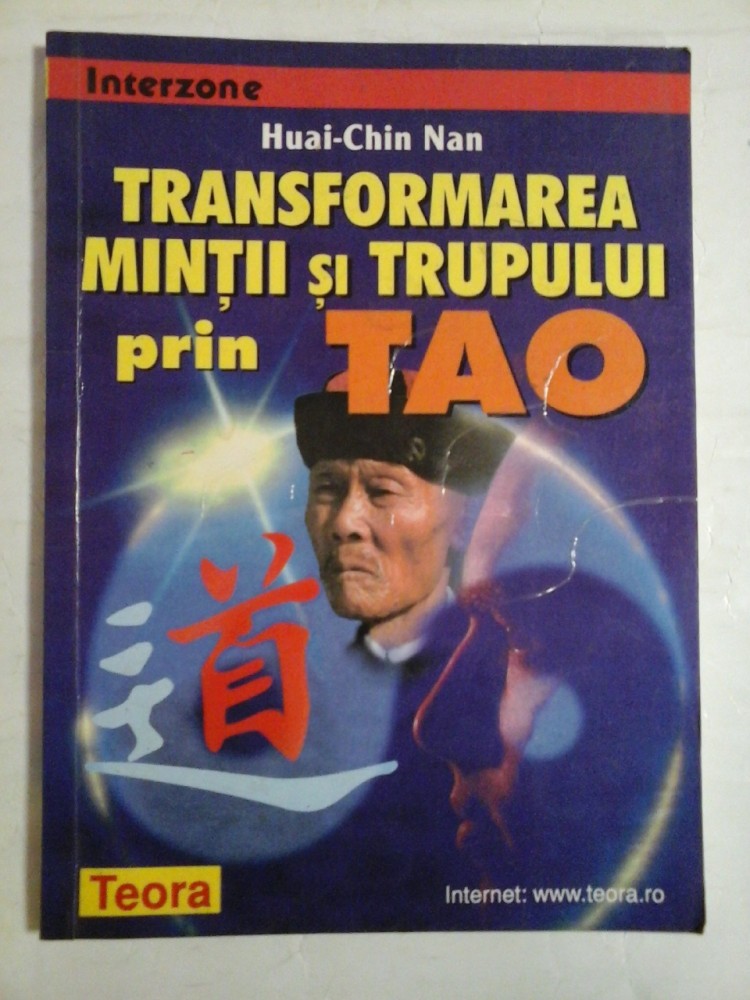 Interzone
Huai-Chin Nan
TRANSFORMAREA
MINȚII ȘI TRUPULUI
prin TAO
道
Teora
Internet: www.teora.ro